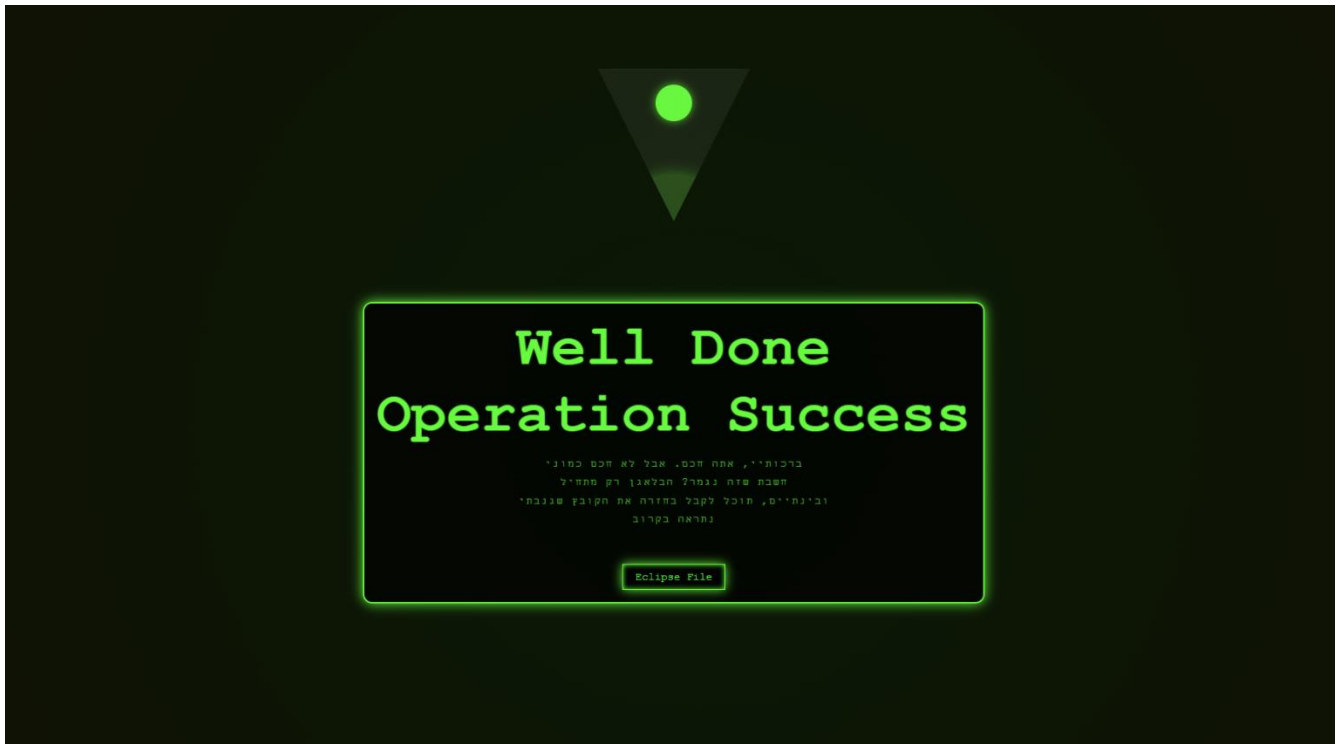 Well Done
Operation Success
ברכותיי, אתה חכם. אבל לא חכם כמוני
חשבת שזה נגמר? הבלאגן רק מתחיל
ובינתיים, תוכל לקבל בחזרה את הקובץ שגנבתי
נתראה בקרוב
Eclipse File